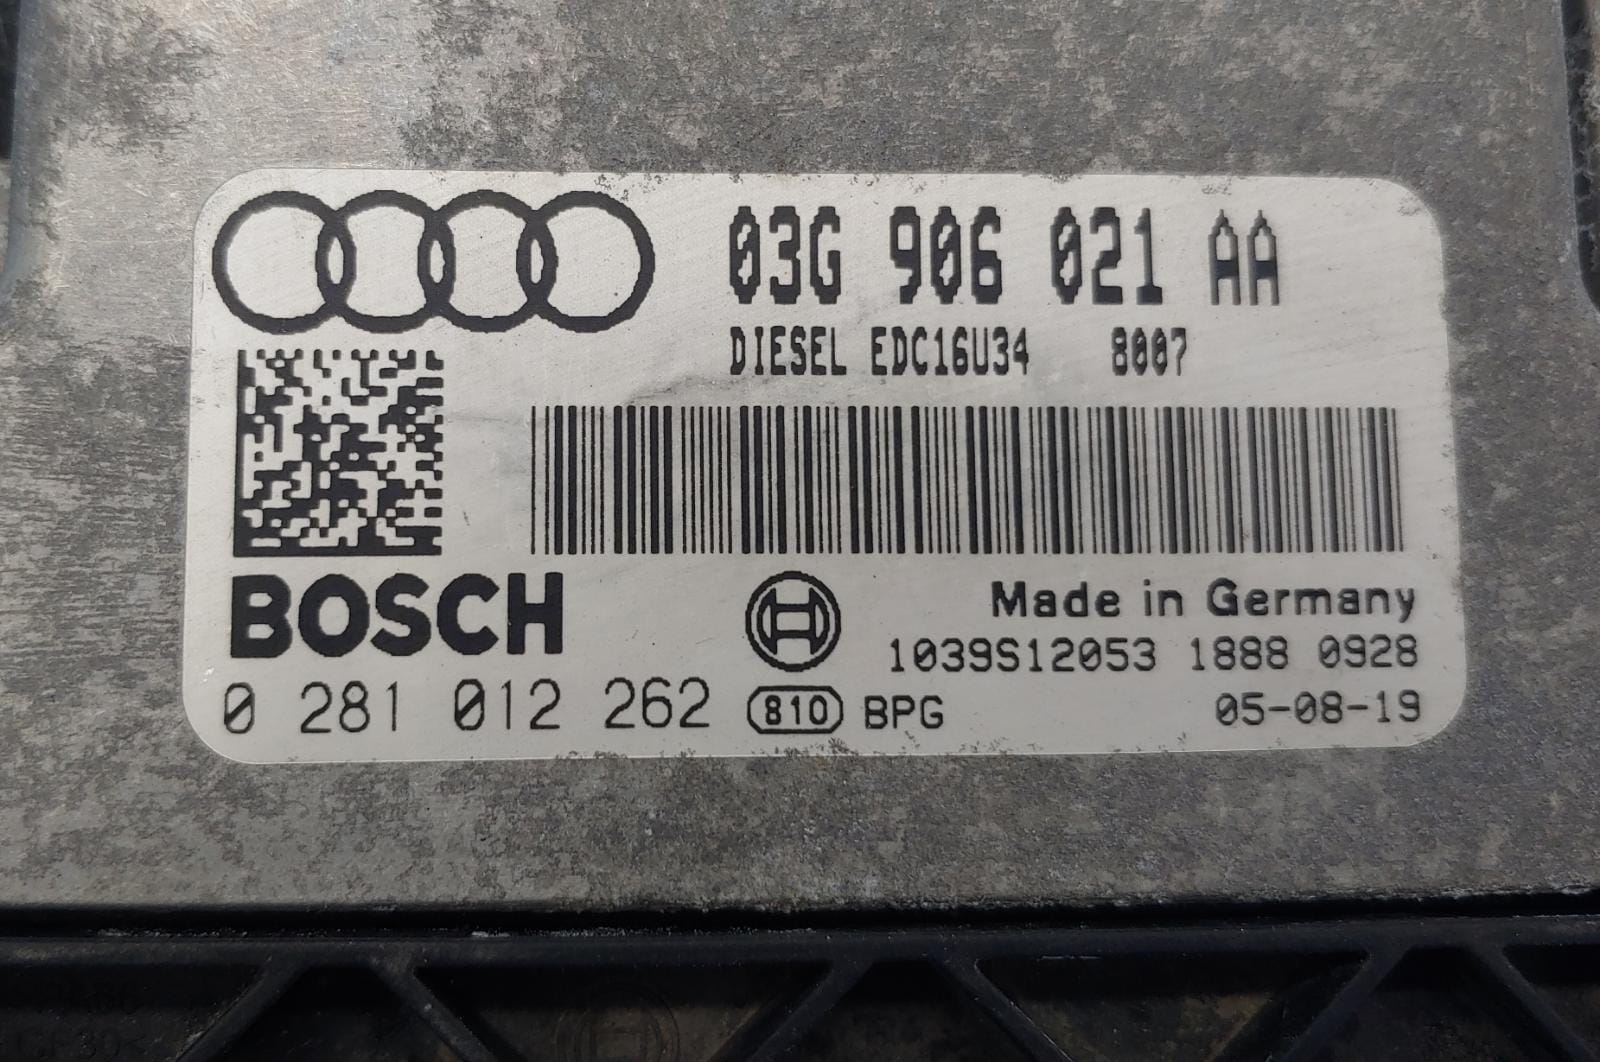 03G 906 021 AA
DIESEL EDC16U34 8007
BOSCH
Made in Germany
1039S12053 1888 0928
0 281 012 262 810 BPG 05-08-19